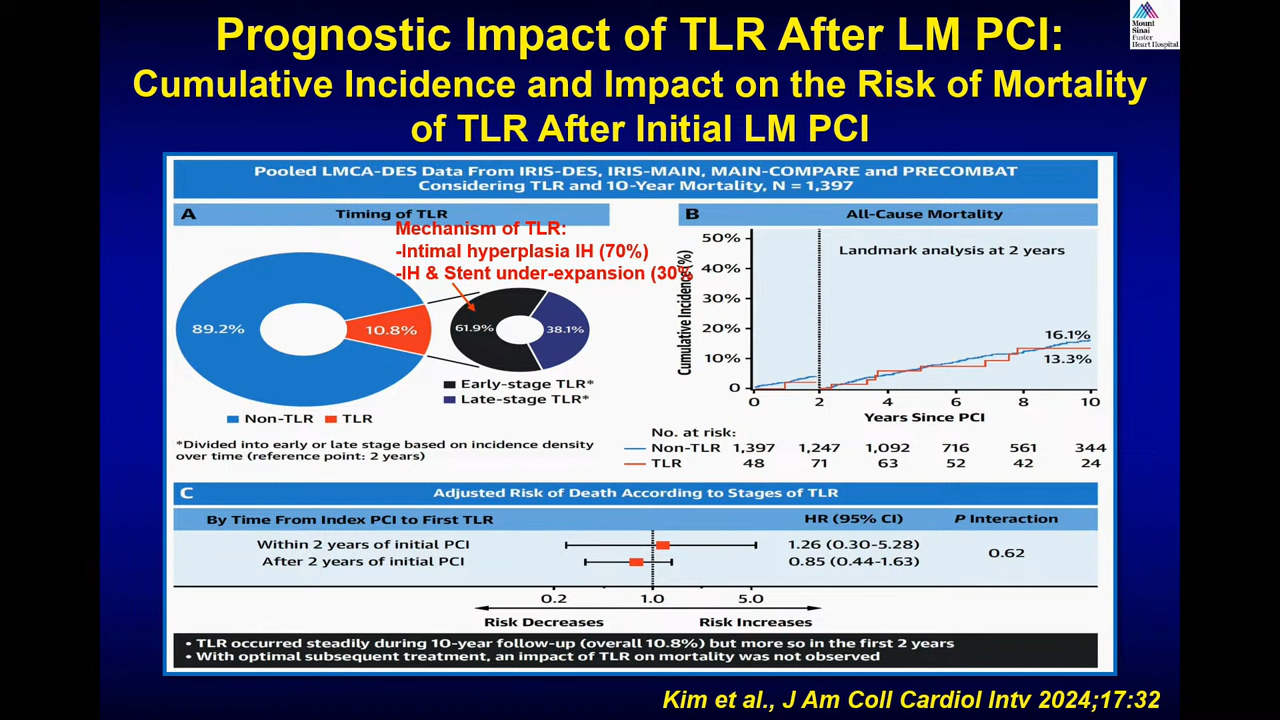 Prognostic Impact of TLR After LM PCI:
Cumulative Incidence and Impact on the Risk of Mortality
of TLR After Initial LM PCI
Mount
Sinai
Fuster
Heart Hospital
Pooled LMCA-DES Data From IRIS-DES, IRIS-MAIN, MAIN-COMPARE and PRECOMBAT
Considering TLR and 10-Year Mortality, N = 1,397
A Timing of TLR
Mechanism of TLR:
-Intimal hyperplasia IH (70%)
-IH & Stent under-expansion (30%
89.2%
10.8%
61.9%
38.1%
Early-stage TLR*
Late-stage TLR*
Non-TLR TLR
*Divided into early or late stage based on incidence density
over time (reference point: 2 years)
B All-Cause Mortality
Landmark analysis at 2 years
Cumulative Incidence (%)
50%
40%
30%
20%
10%
0
16.1%
13.3%
0 2 4 6 8 10
Years Since PCI
No. at risk:
Non-TLR 1,397 1,247 1,092 716 561 344
TLR 48 71 63 52 42 24
C Adjusted Risk of Death According to Stages of TLR
By Time From Index PCI to First TLR HR (95% CI) P Interaction
Within 2 years of initial PCI 1.26 (0.30-5.28)
After 2 years of initial PCI 0.85 (0.44-1.63)
0.62
0.2 1.0 5.0
Risk Decreases Risk Increases
• TLR occurred steadily during 10-year follow-up (overall 10.8%) but more so in the first 2 years
• With optimal subsequent treatment, an impact of TLR on mortality was not observed
Kim et al., J Am Coll Cardiol Intv 2024;17:32